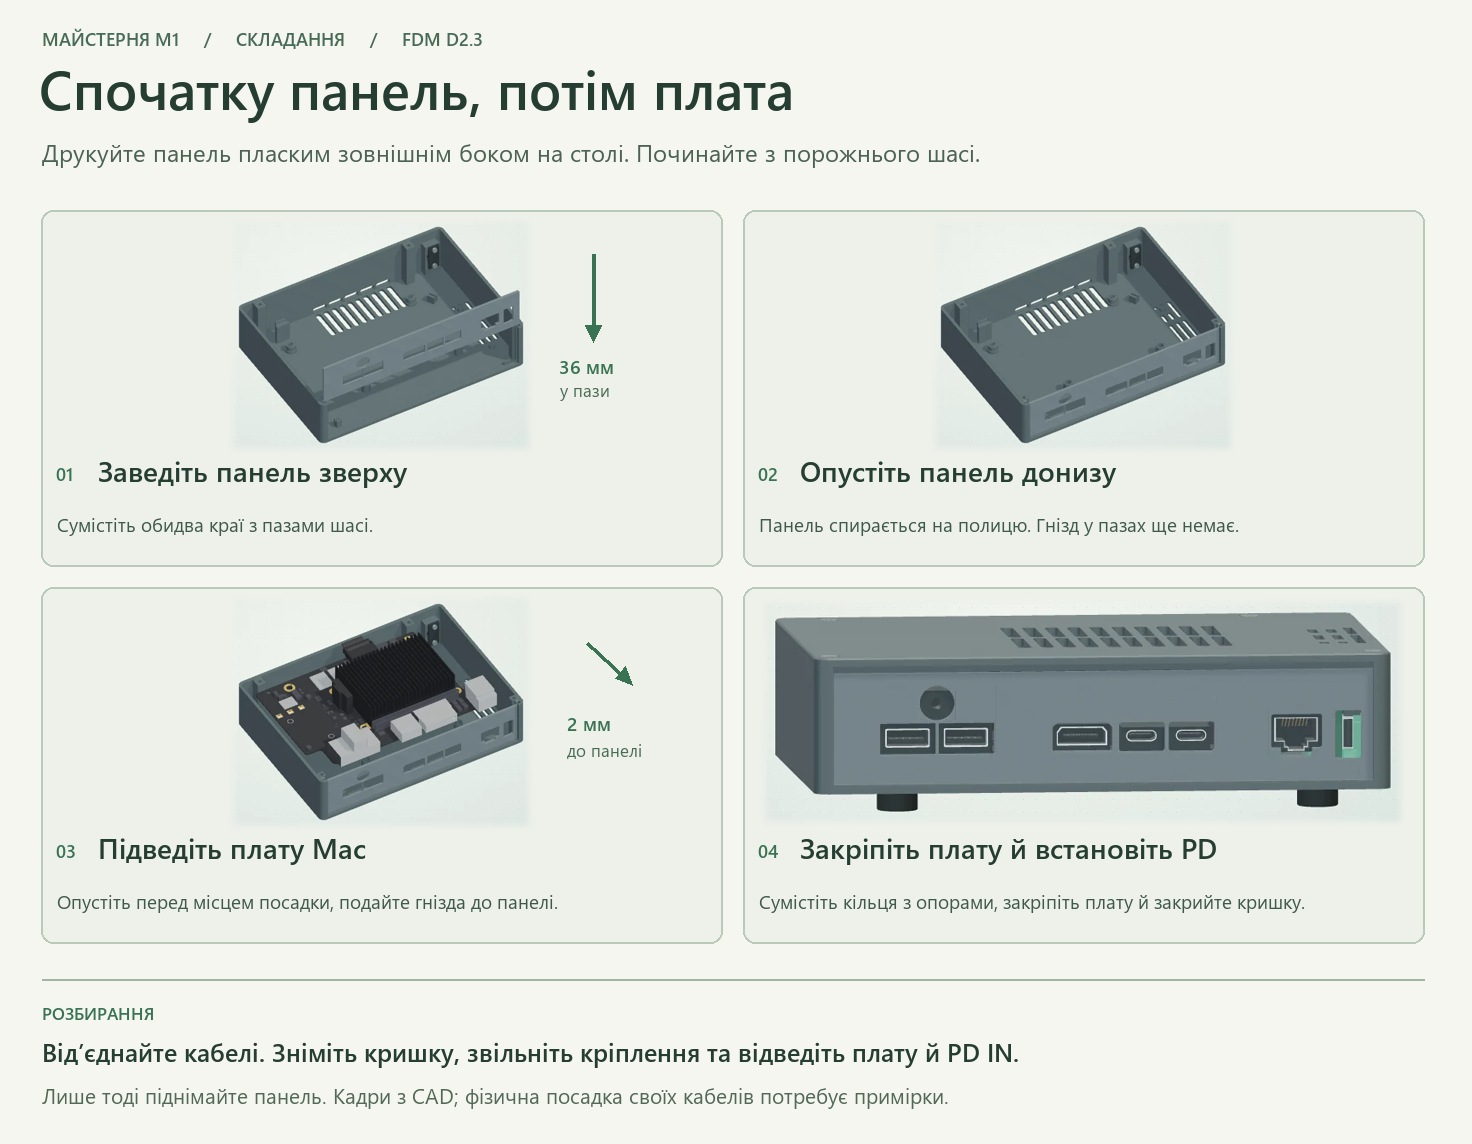 МАЙСТЕРНЯ M1 / СКЛАДАННЯ / FDM D2.3
Спочатку панель, потім плата
Друкуйте панель пласким зовнішнім боком на столі. Починайте з порожнього шасі.
36 мм
у пази
01 Заведіть панель зверху
Сумістіть обидва краї з пазами шасі.
02 Опустіть панель донизу
Панель спирається на полицю. Гнізд у пазах ще немає.
2 мм
до панелі
03 Підведіть плату Mac
Опустіть перед місцем посадки, подайте гнізда до панелі.
04 Закріпіть плату й встановіть PD
Сумістіть кільця з опорами, закріпіть плату й закрийте кришку.
РОЗБИРАННЯ
Від’єднайте кабелі. Зніміть кришку, звільніть кріплення та відведіть плату й PD IN.
Лише тоді піднімайте панель. Кадри з CAD; фізична посадка своїх кабелів потребує примірки.